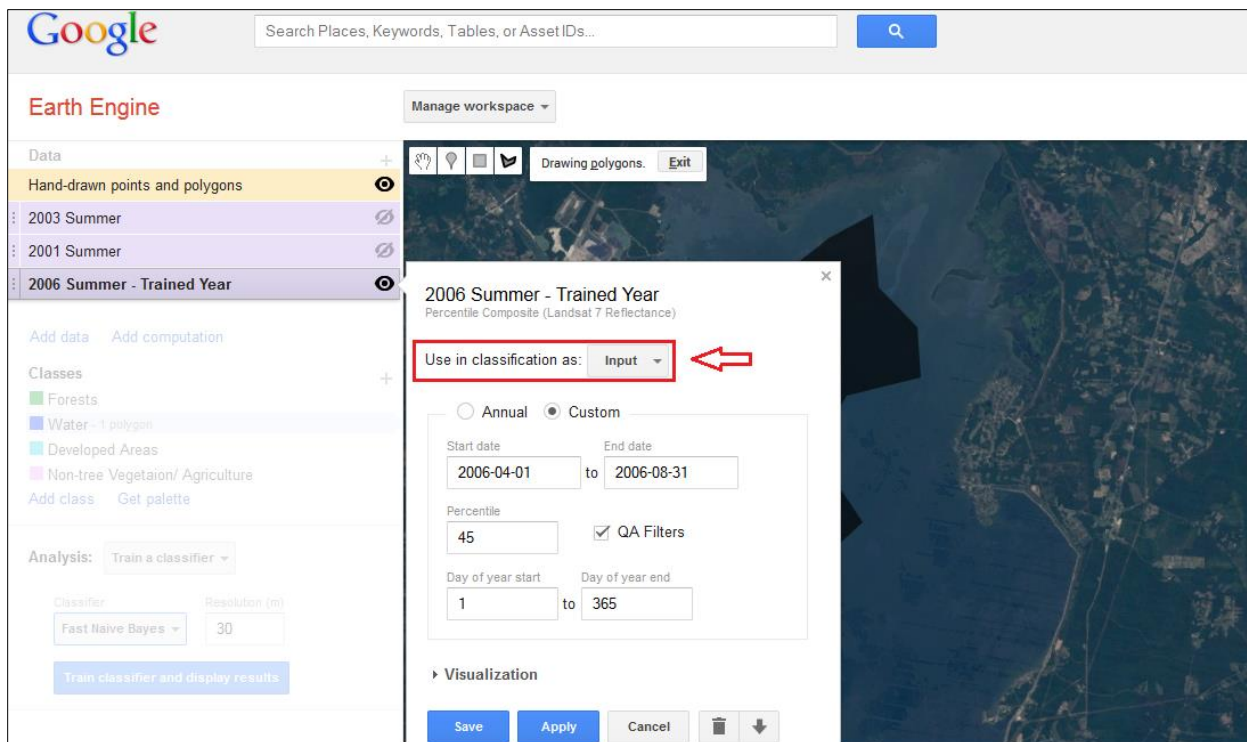 Google
Search Places, Keywords, Tables, or Asset IDs...
Earth Engine
Manage workspace
Data
Hand-drawn points and polygons
2003 Summer
2001 Summer
2006 Summer - Trained Year
Add data Add computation
Classes
Forests
Water - 1 polygon
Developed Areas
Non-tree Vegetaion/ Agriculture
Add class Get palette
Analysis: Train a classifier
Classifier Resolution (m)
Fast Naive Bayes 30
Train classifier and display results
Drawing polygons. Exit
2006 Summer - Trained Year
Percentile Composite (Landsat 7 Reflectance)
Use in classification as: Input
Annual Custom
Start date End date
2006-04-01 to 2006-08-31
Percentile
45 QA Filters
Day of year start Day of year end
1 to 365
Visualization
Save Apply Cancel